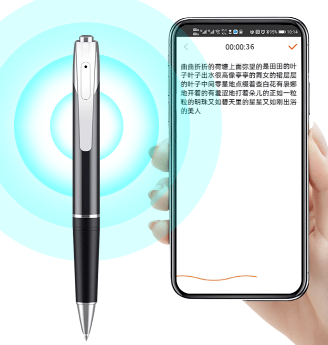 00:00:36
曲曲折折的荷塘上面弥望的是田田的叶
子叶子出水很高像亭亭的舞女的裙层层
的叶子中间零星地点缀着些白花有袅娜
地开着的有羞涩地打着朵儿的正如一粒
粒的明珠又如碧天里的星星又如刚出浴
的美人